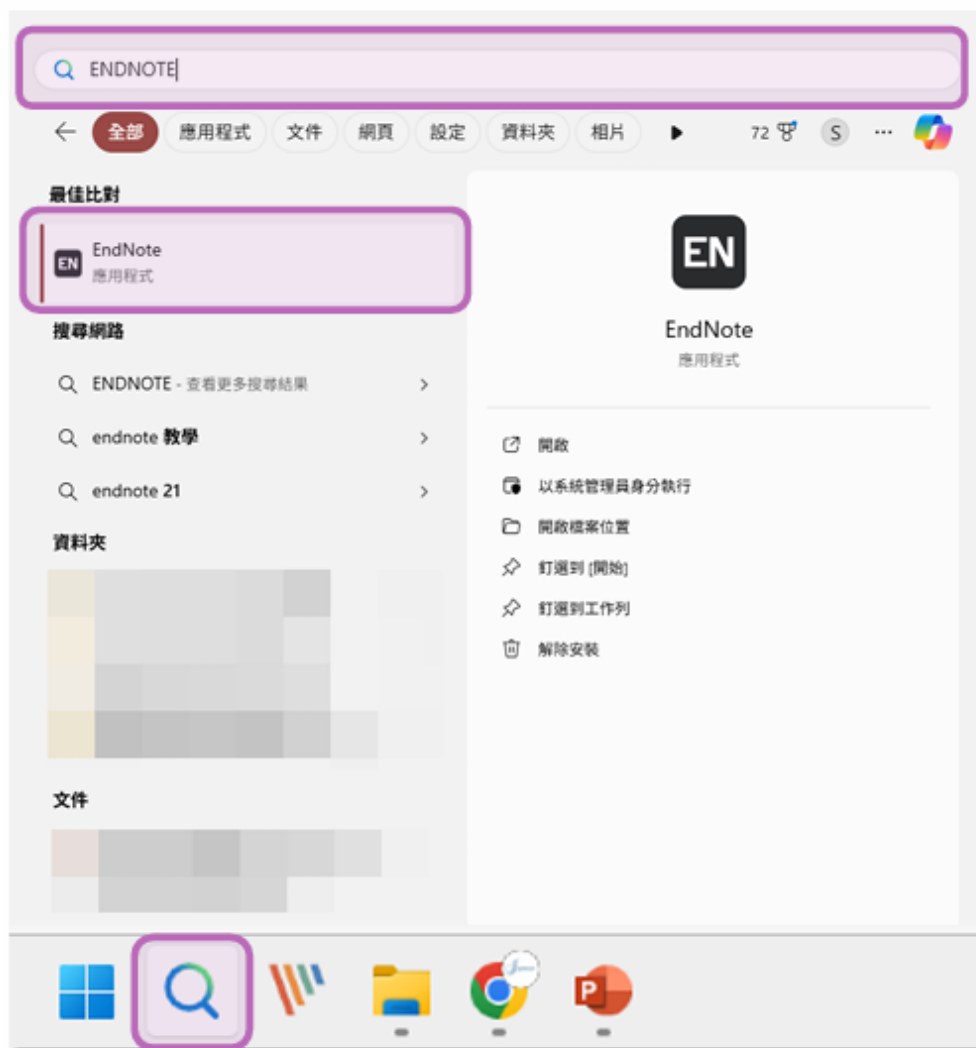 ENDNOTE
全部 應用程式 文件 網頁 設定 資料夾 相片 72 S
最佳比對
EN EndNote
應用程式
搜尋網路
ENDNOTE - 查看更多搜尋結果
endnote 教學
endnote 21
資料夾
文件
EN
EndNote
應用程式
開啟
以系統管理員身分執行
開啟檔案位置
釘選到 [開始]
釘選到工作列
解除安裝
P